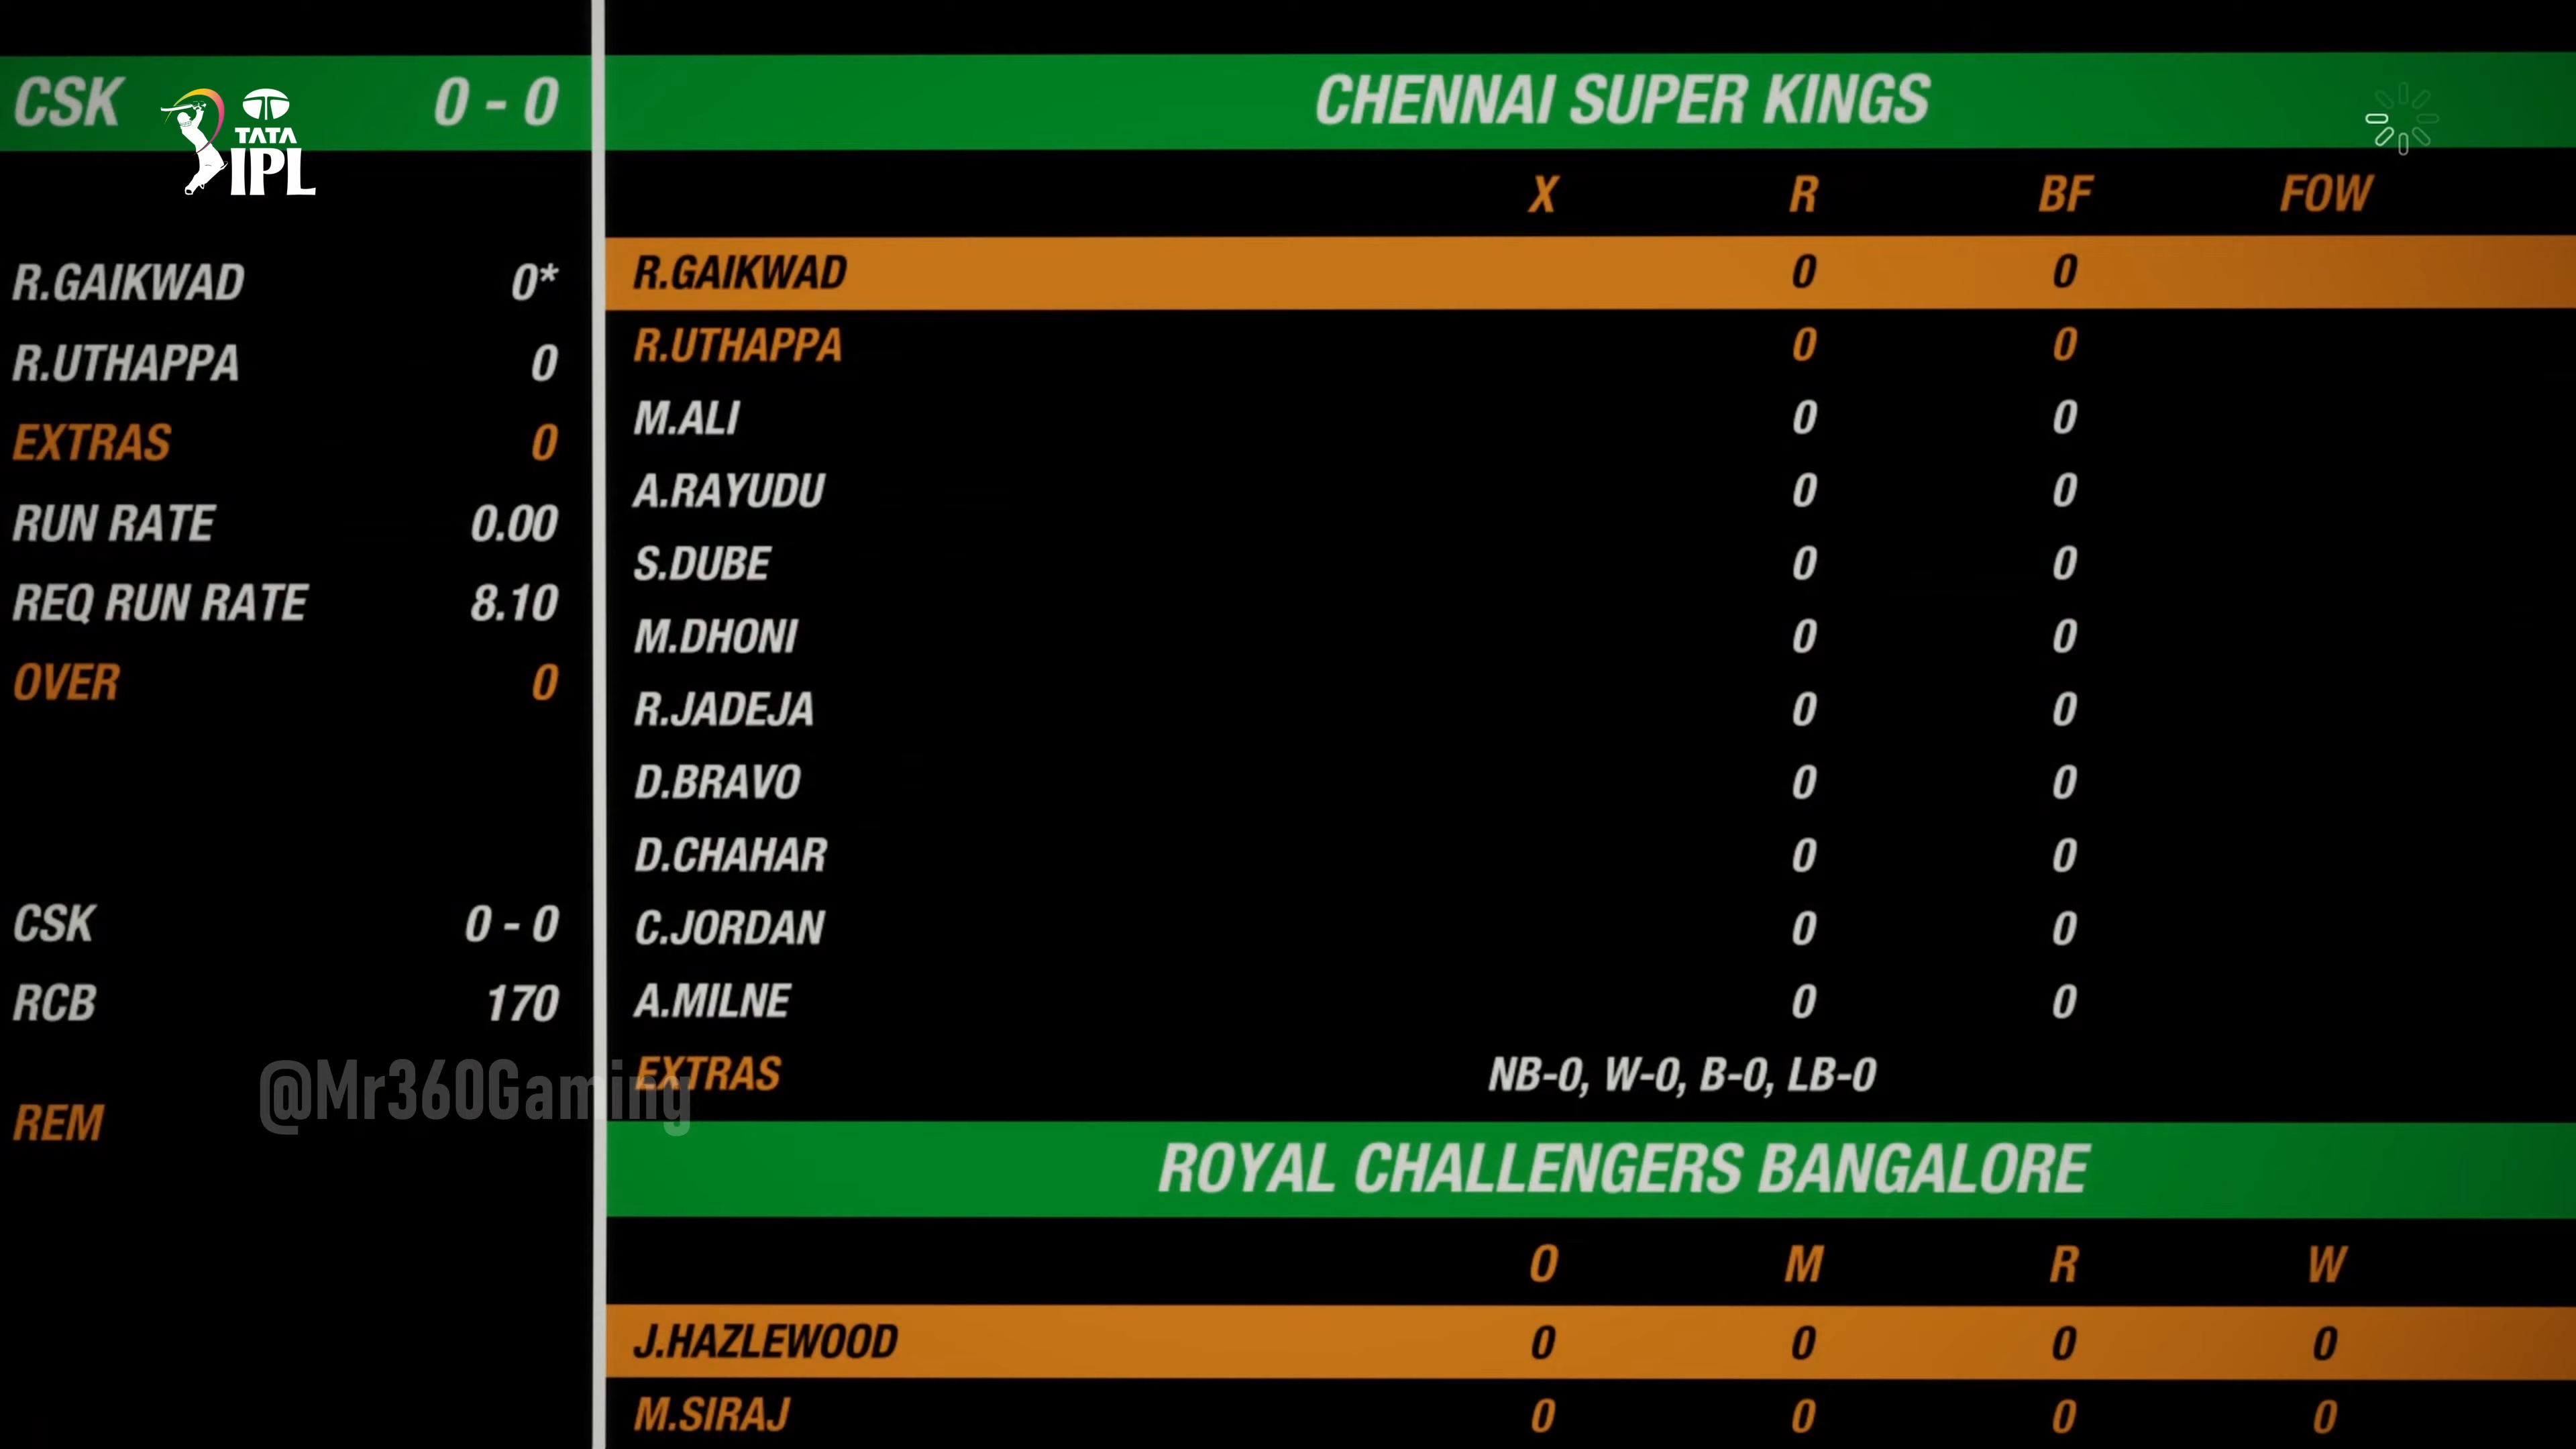 CSK 0 - 0
TATA
IPL
R.GAIKWAD 0*
R.UTHAPPA 0
EXTRAS 0
RUN RATE 0.00
REQ RUN RATE 8.10
OVER 0
CSK 0 - 0
RCB 170
REM
@Mr360Gaming
CHENNAI SUPER KINGS
X R BF FOW
R.GAIKWAD 0 0
R.UTHAPPA 0 0
M.ALI 0 0
A.RAYUDU 0 0
S.DUBE 0 0
M.DHONI 0 0
R.JADEJA 0 0
D.BRAVO 0 0
D.CHAHAR 0 0
C.JORDAN 0 0
A.MILNE 0 0
EXTRAS NB-0, W-0, B-0, LB-0
ROYAL CHALLENGERS BANGALORE
O M R W
J.HAZLEWOOD 0 0 0 0
M.SIRAJ 0 0 0 0